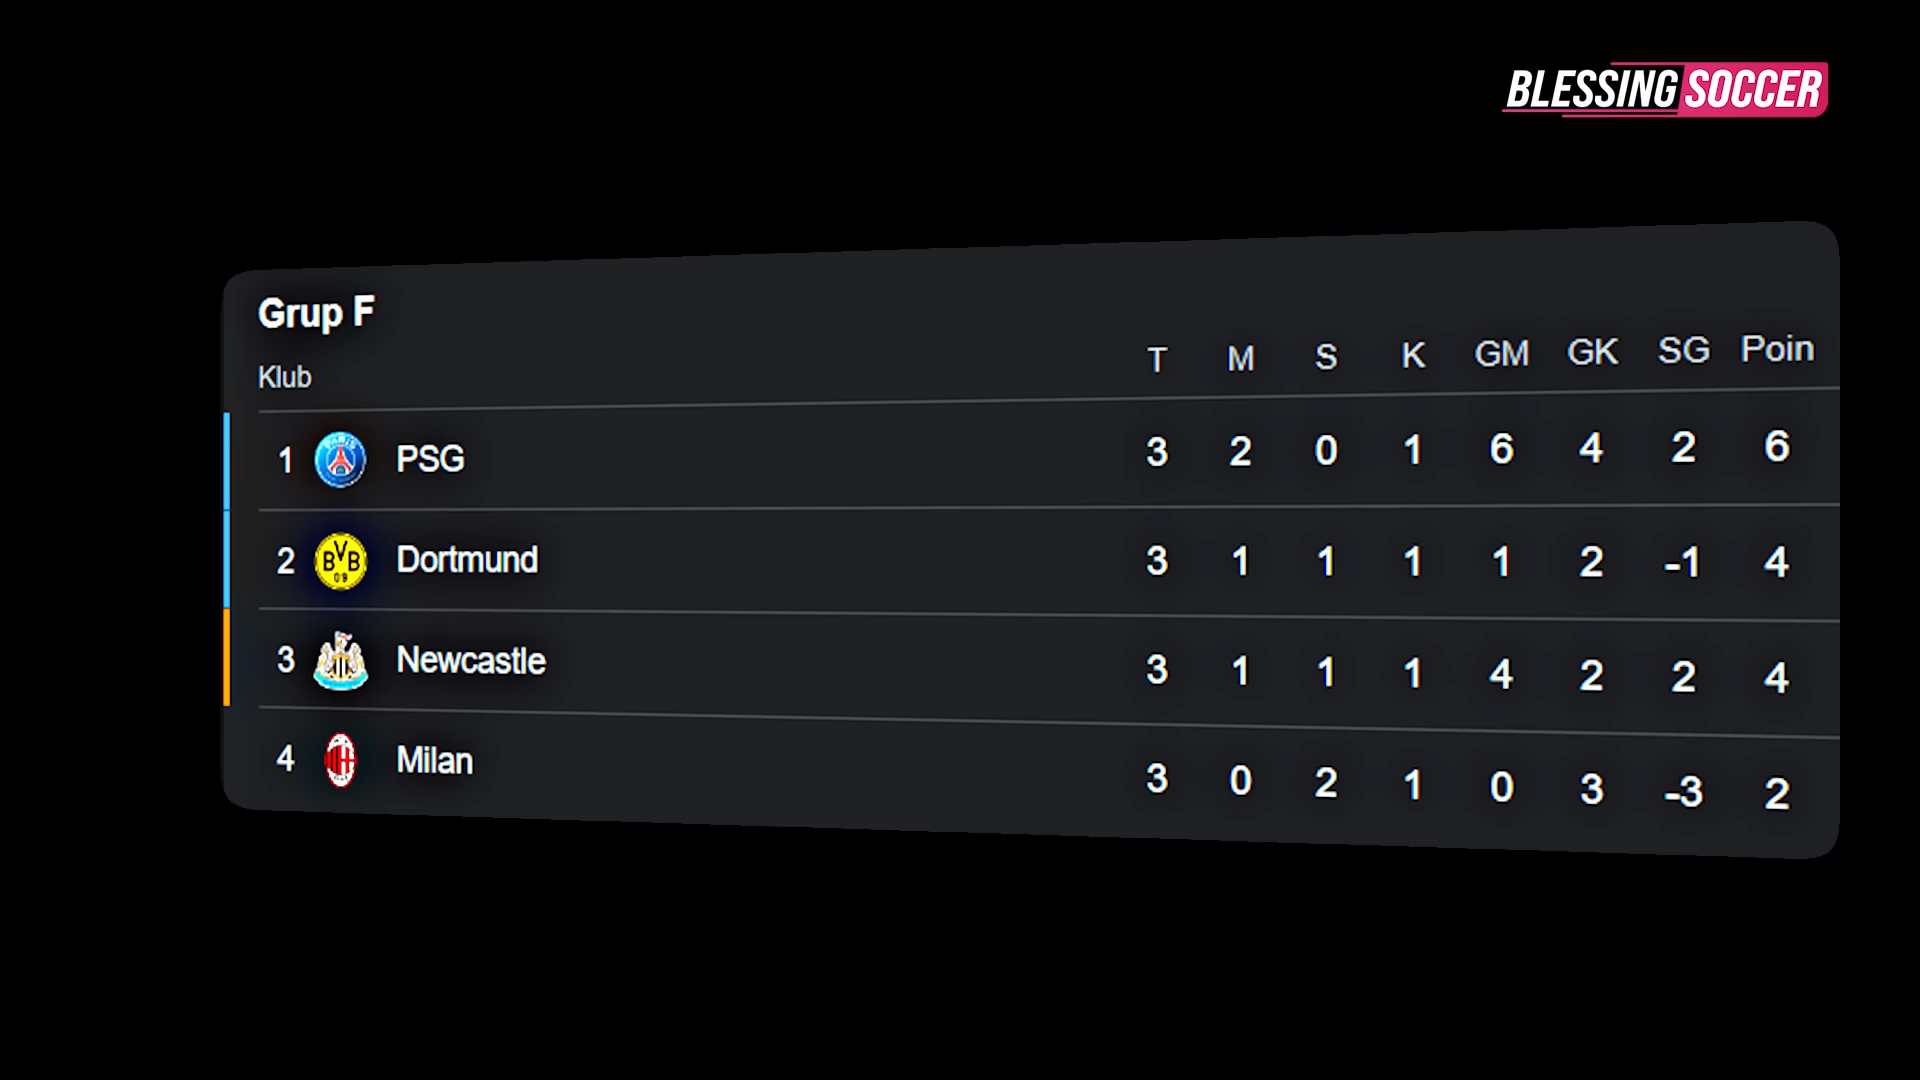 BLESSING SOCCER
Grup F
Klub T M S K GM GK SG Poin
1 PSG 3 2 0 1 6 4 2 6
2 Dortmund 3 1 1 1 1 2 -1 4
3 Newcastle 3 1 1 1 4 2 2 4
4 Milan 3 0 2 1 0 3 -3 2